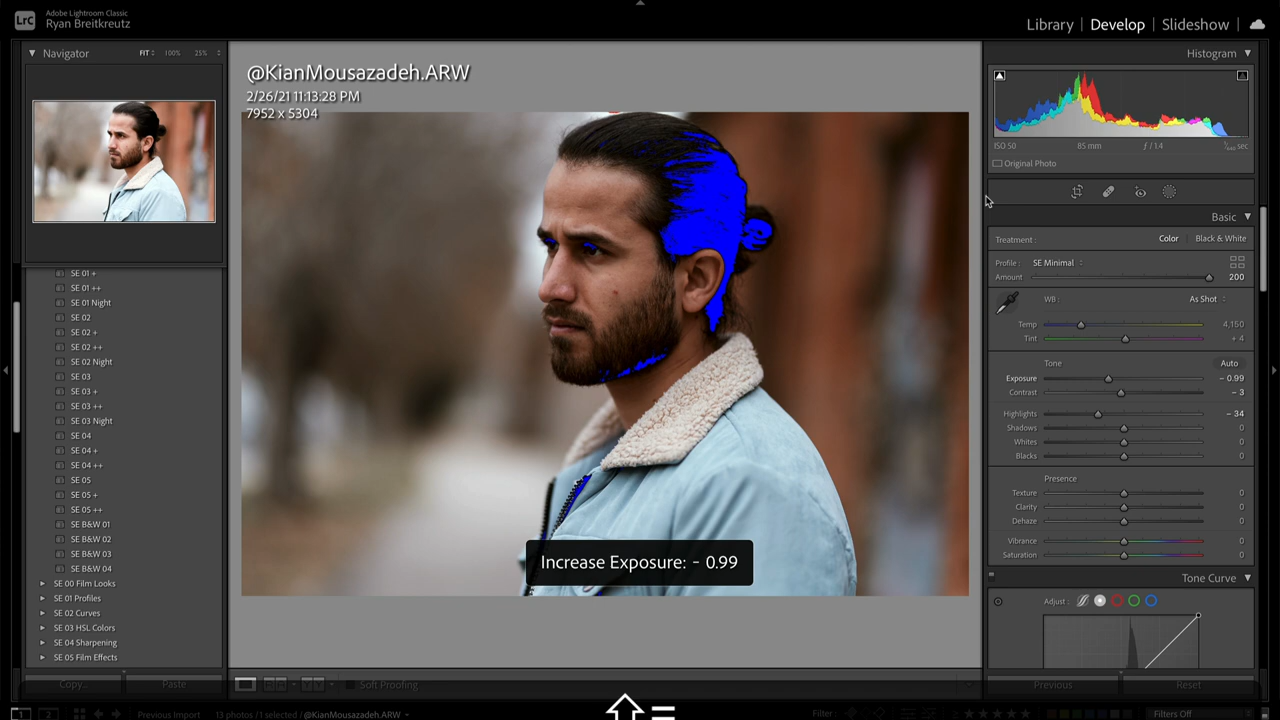 LrC
Adobe Lightroom Classic
Ryan Breitkreutz
Library | Develop | Slideshow |
Navigator FIT 100% 25%
SE 01 +
SE 01 ++
SE 01 Night
SE 02
SE 02 +
SE 02 ++
SE 02 Night
SE 03
SE 03 +
SE 03 ++
SE 03 Night
SE 04
SE 04 +
SE 04 ++
SE 05
SE 05 +
SE 05 ++
SE B&W 01
SE B&W 02
SE B&W 03
SE B&W 04
SE 00 Film Looks
SE 01 Profiles
SE 02 Curves
SE 03 HSL Colors
SE 04 Sharpening
SE 05 Film Effects
Copy... Paste
@KianMousazadeh.ARW
2/26/21 11:13:28 PM
7952 x 5304
Increase Exposure: - 0.99
Soft Proofing
Histogram
ISO 50 85 mm ƒ / 1.4 sec
Original Photo
Basic
Treatment : Color Black & White
Profile : SE Minimal
Amount 200
WB : As Shot
Temp 4,150
Tint + 4
Tone Auto
Exposure - 0.99
Contrast - 3
Highlights - 34
Shadows 0
Whites 0
Blacks 0
Presence
Texture 0
Clarity 0
Dehaze 0
Vibrance 0
Saturation 0
Tone Curve
Adjust :
Previous Reset
1 2 Previous Import 13 photos / 1 selected / @KianMousazadeh.ARW
Filter : Filters Off